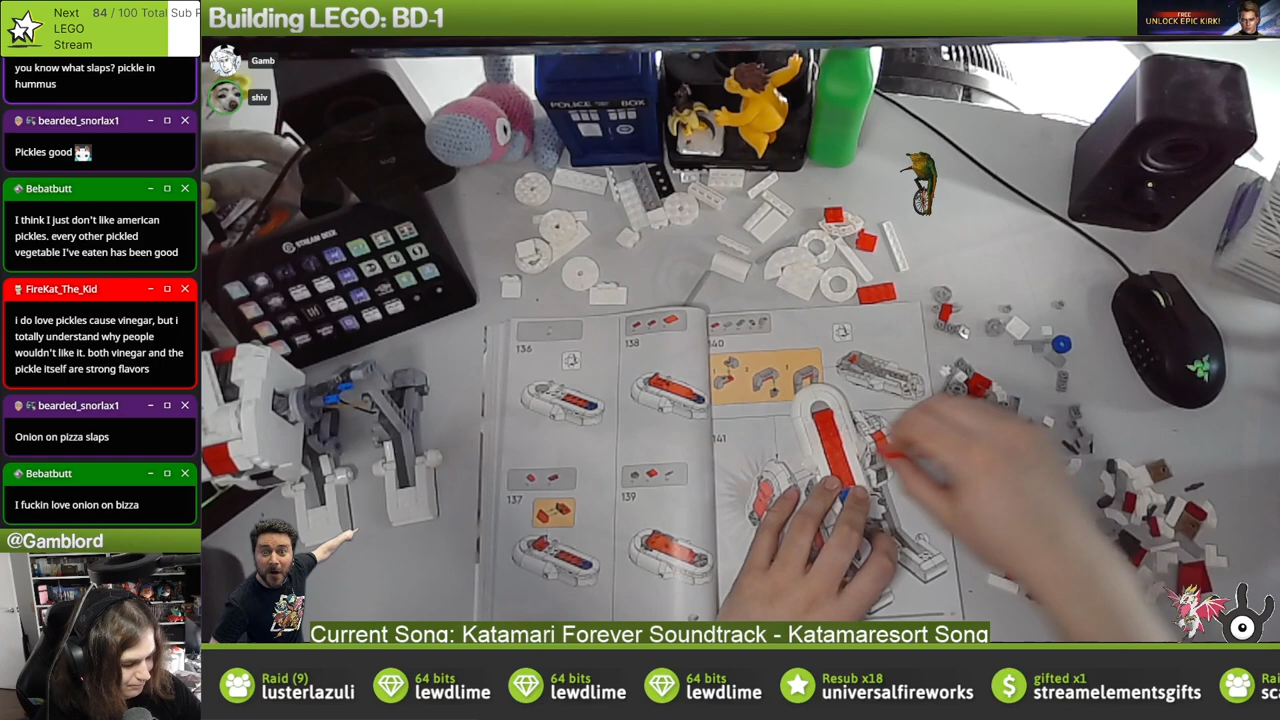 Next LEGO Stream
84 / 100 Total Sub P
Building LEGO: BD-1
FREE
UNLOCK EPIC KIRK!
Gamb
shiv
you know what slaps? pickle in
hummus
bearded_snorlax1
Pickles good
Bebatbutt
I think I just don't like american
pickles. every other pickled
vegetable I've eaten has been good
FireKat_The_Kid
i do love pickles cause vinegar, but i
totally understand why people
wouldn't like it. both vinegar and the
pickle itself are strong flavors
bearded_snorlax1
Onion on pizza slaps
Bebatbutt
I fuckin love onion on bizza
@Gamblord
POLICE BOX
STREAM DECK
136
138
140
137
139
141
Current Song: Katamari Forever Soundtrack - Katamaresort Song
Raid (9)
lusterlazuli
64 bits
lewdlime
64 bits
lewdlime
64 bits
lewdlime
Resub x18
universalfireworks
gifted x1
streamelementsgifts
Rai
sca